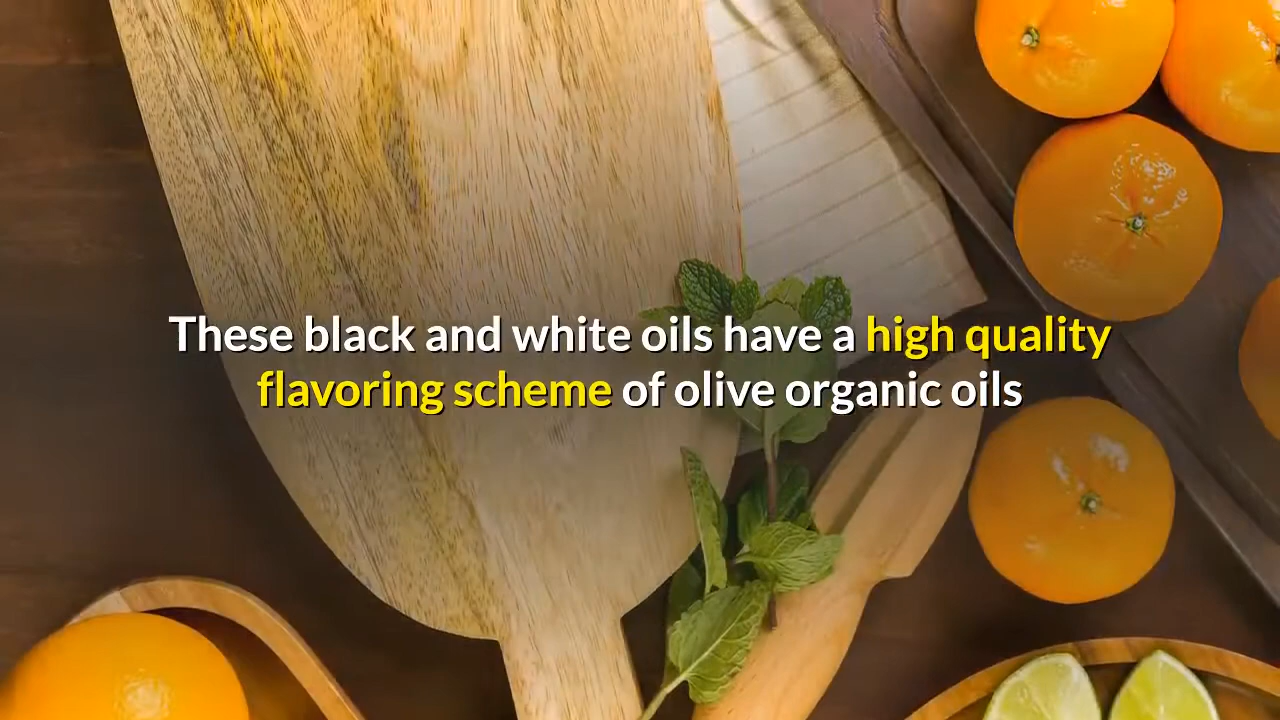 These black and white oils have a high quality
flavoring scheme of olive organic oils